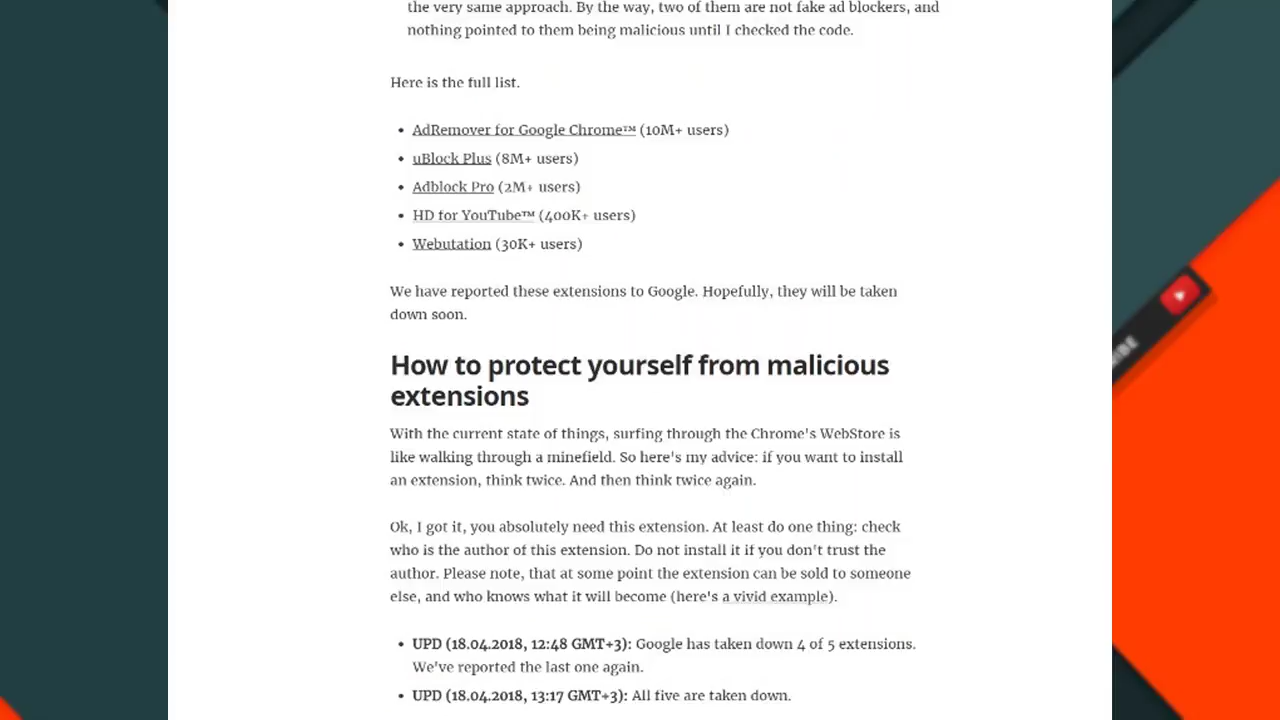 the very same approach. By the way, two of them are not fake ad blockers, and
nothing pointed to them being malicious until I checked the code.
Here is the full list.
• AdRemover for Google Chrome™ (10M+ users)
• uBlock Plus (8M+ users)
• Adblock Pro (2M+ users)
• HD for YouTube™ (400K+ users)
• Webutation (30K+ users)
We have reported these extensions to Google. Hopefully, they will be taken
down soon.
How to protect yourself from malicious
extensions
With the current state of things, surfing through the Chrome's WebStore is
like walking through a minefield. So here's my advice: if you want to install
an extension, think twice. And then think twice again.
Ok, I got it, you absolutely need this extension. At least do one thing: check
who is the author of this extension. Do not install it if you don't trust the
author. Please note, that at some point the extension can be sold to someone
else, and who knows what it will become (here's a vivid example).
• UPD (18.04.2018, 12:48 GMT+3): Google has taken down 4 of 5 extensions.
We've reported the last one again.
• UPD (18.04.2018, 13:17 GMT+3): All five are taken down.